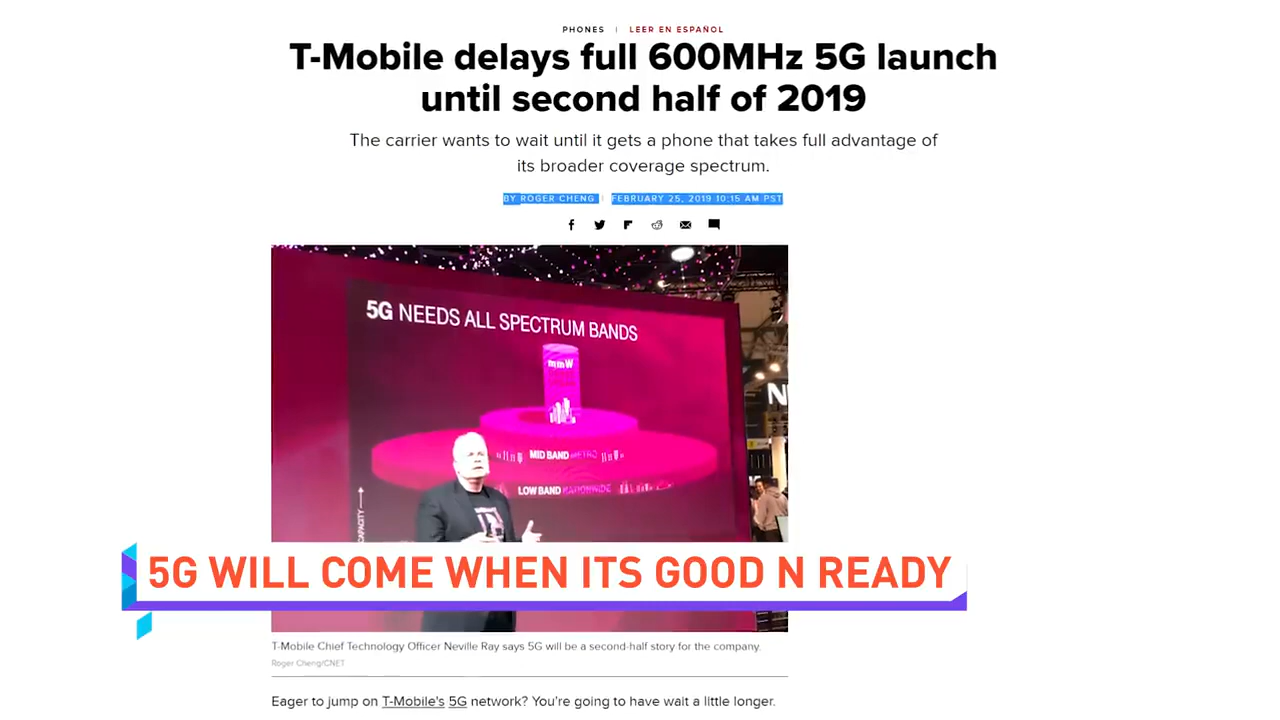 PHONES | LEER EN ESPAÑOL
T-Mobile delays full 600MHz 5G launch
until second half of 2019
The carrier wants to wait until it gets a phone that takes full advantage of
its broader coverage spectrum.
BY ROGER CHENG | FEBRUARY 25, 2019 10:15 AM PST
5G NEEDS ALL SPECTRUM BANDS
mmW
MID BAND METRO
LOW BAND NATIONWIDE
CAPACITY
N
5G WILL COME WHEN ITS GOOD N READY
T-Mobile Chief Technology Officer Neville Ray says 5G will be a second-half story for the company.
Roger Cheng/CNET
Eager to jump on T-Mobile's 5G network? You're going to have wait a little longer.